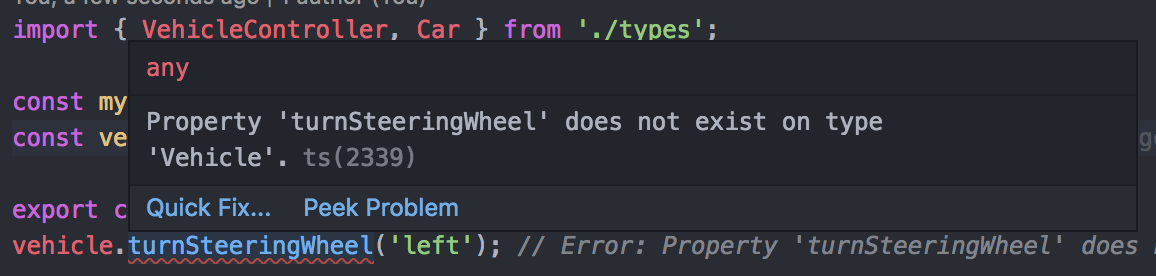 You, a few seconds ago | 1 author (You)
import { VehicleController, Car } from './types';
any
const my
Property 'turnSteeringWheel' does not exist on type
const ve
'Vehicle'. ts(2339)
export c
Quick Fix... Peek Problem
vehicle.turnSteeringWheel('left'); // Error: Property 'turnSteeringWheel' does